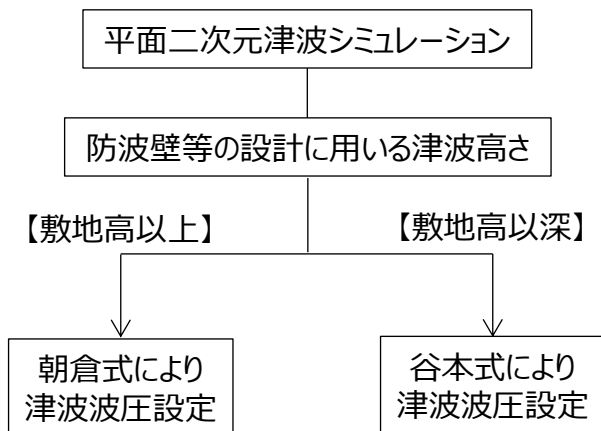 平面二次元津波シミュレーション
防波壁等の設計に用いる津波高さ
【敷地高以上】
【敷地高以深】
朝倉式により
津波波圧設定
谷本式により
津波波圧設定